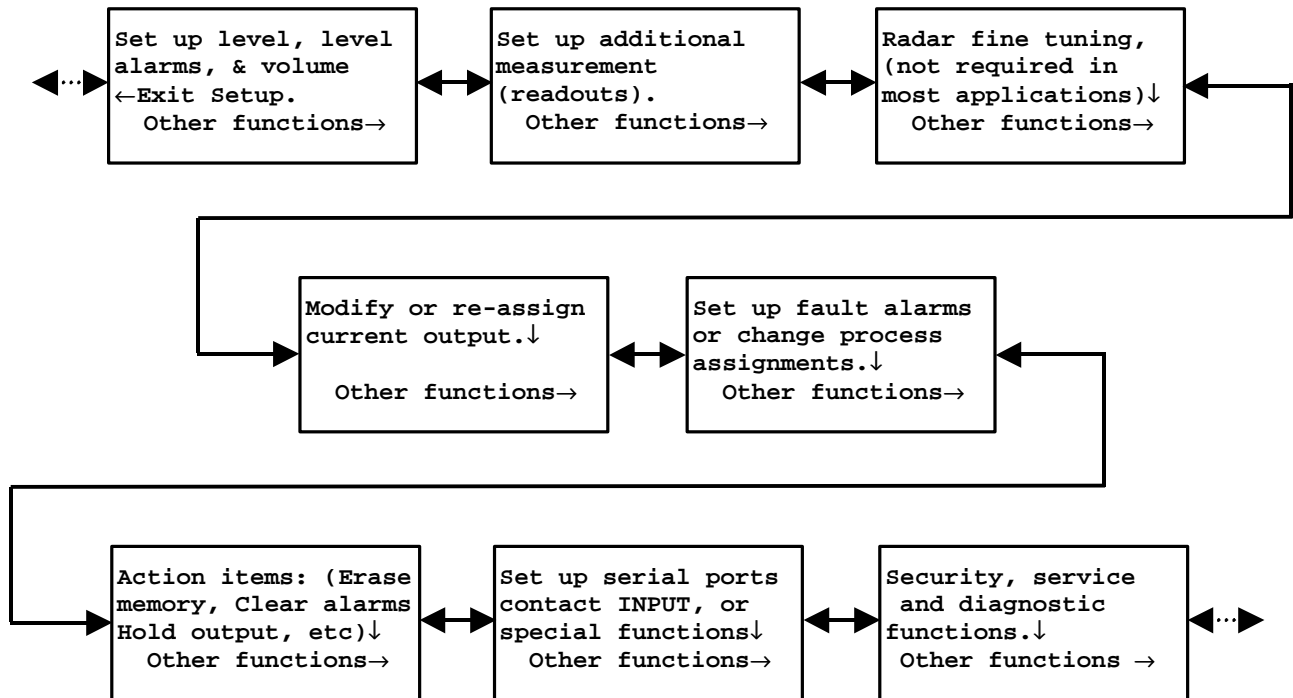 Set up level, level
alarms, & volume
←Exit Setup.
Other functions→
Set up additional
measurement
(readouts).
Other functions→
Radar fine tuning,
(not required in
most applications)↓
Other functions→
Modify or re-assign
current output.↓
Other functions→
Set up fault alarms
or change process
assignments.↓
Other functions→
Action items: (Erase
memory, Clear alarms
Hold output, etc)↓
Other functions→
Set up serial ports
contact INPUT, or
special functions↓
Other functions→
Security, service
and diagnostic
functions.↓
Other functions →